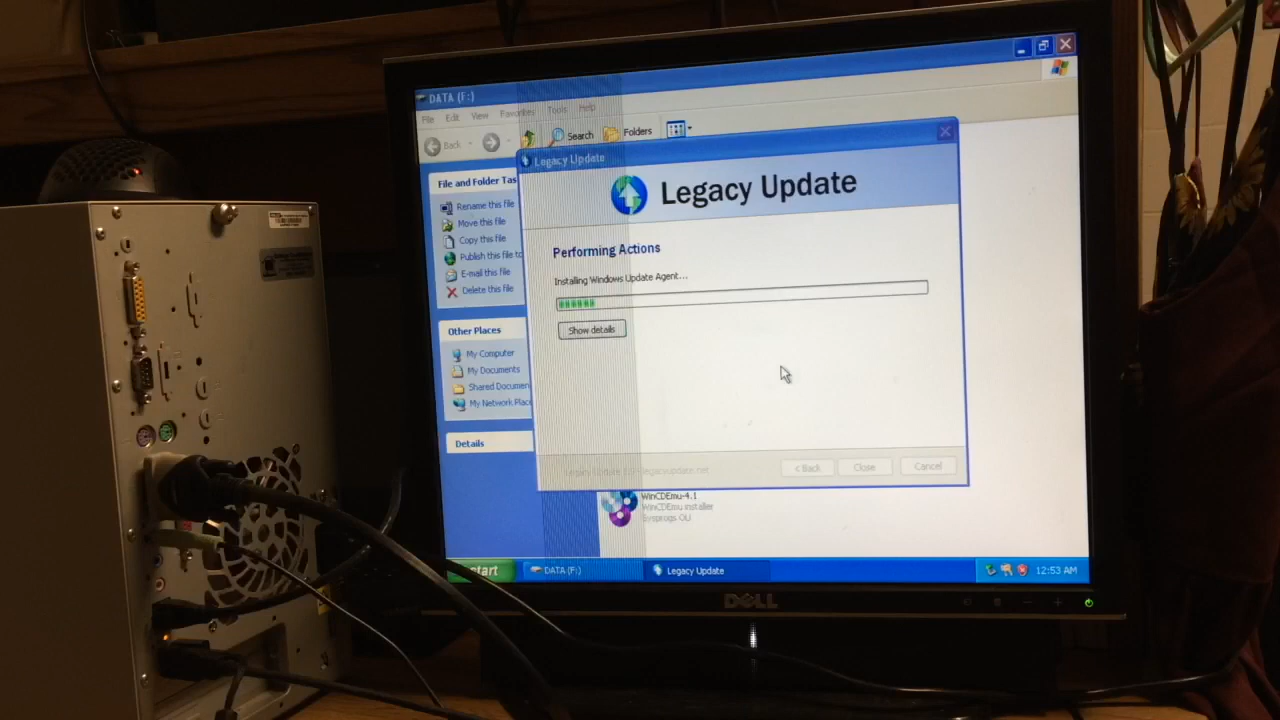 DATA (F:)
File Edit View Favorites Tools Help
Back Search Folders
File and Folder Tas
Rename this file
Move this file
Copy this file
Publish this file to
E-mail this file
Delete this file
Other Places
My Computer
My Documents
Shared Documen
My Network Plac
Details
Legacy Update
Legacy Update
Performing Actions
Installing Windows Update Agent...
Show details
< Back Close Cancel
WinCDEmu-4.1
WinCDEmu installer
Sysprogs OU
start DATA (F:) Legacy Update 12:53 AM
DELL